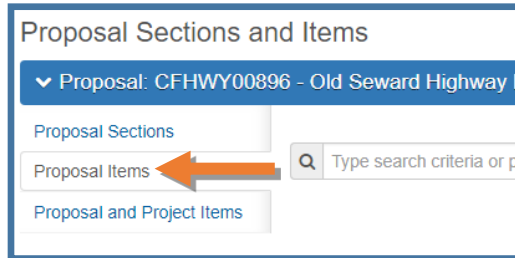 Proposal Sections and Items
Proposal: CFHWY00896 - Old Seward Highway
Proposal Sections
Proposal Items
Type search criteria or
Proposal and Project Items